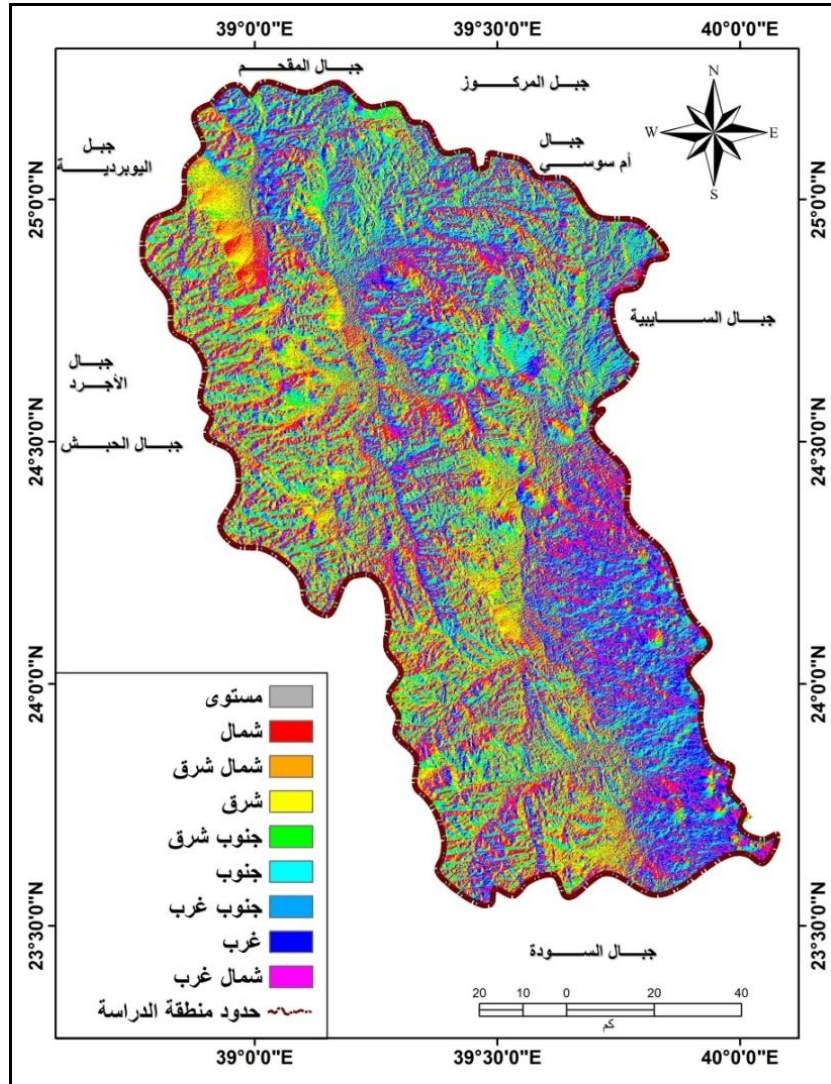 39°0'0"E
39°30'0"E
40°0'0"E
جبال المقحم
جبل المركوز
N
W
E
S
جبال
أم سوسي
جبل
اليوبردية
25°0'0"N
25°0'0"N
جبال السايبية
جبال
الأجرد
24°30'0"N
جبال الحبش
24°30'0"N
24°0'0"N
24°0'0"N
مستوى
شمال
شمال شرق
شرق
جنوب شرق
جنوب
جنوب غرب
غرب
شمال غرب
حدود منطقة الدراسة
23°30'0"N
23°30'0"N
جبال السودة
20 10 0 20 40
كم
39°0'0"E
39°30'0"E
40°0'0"E